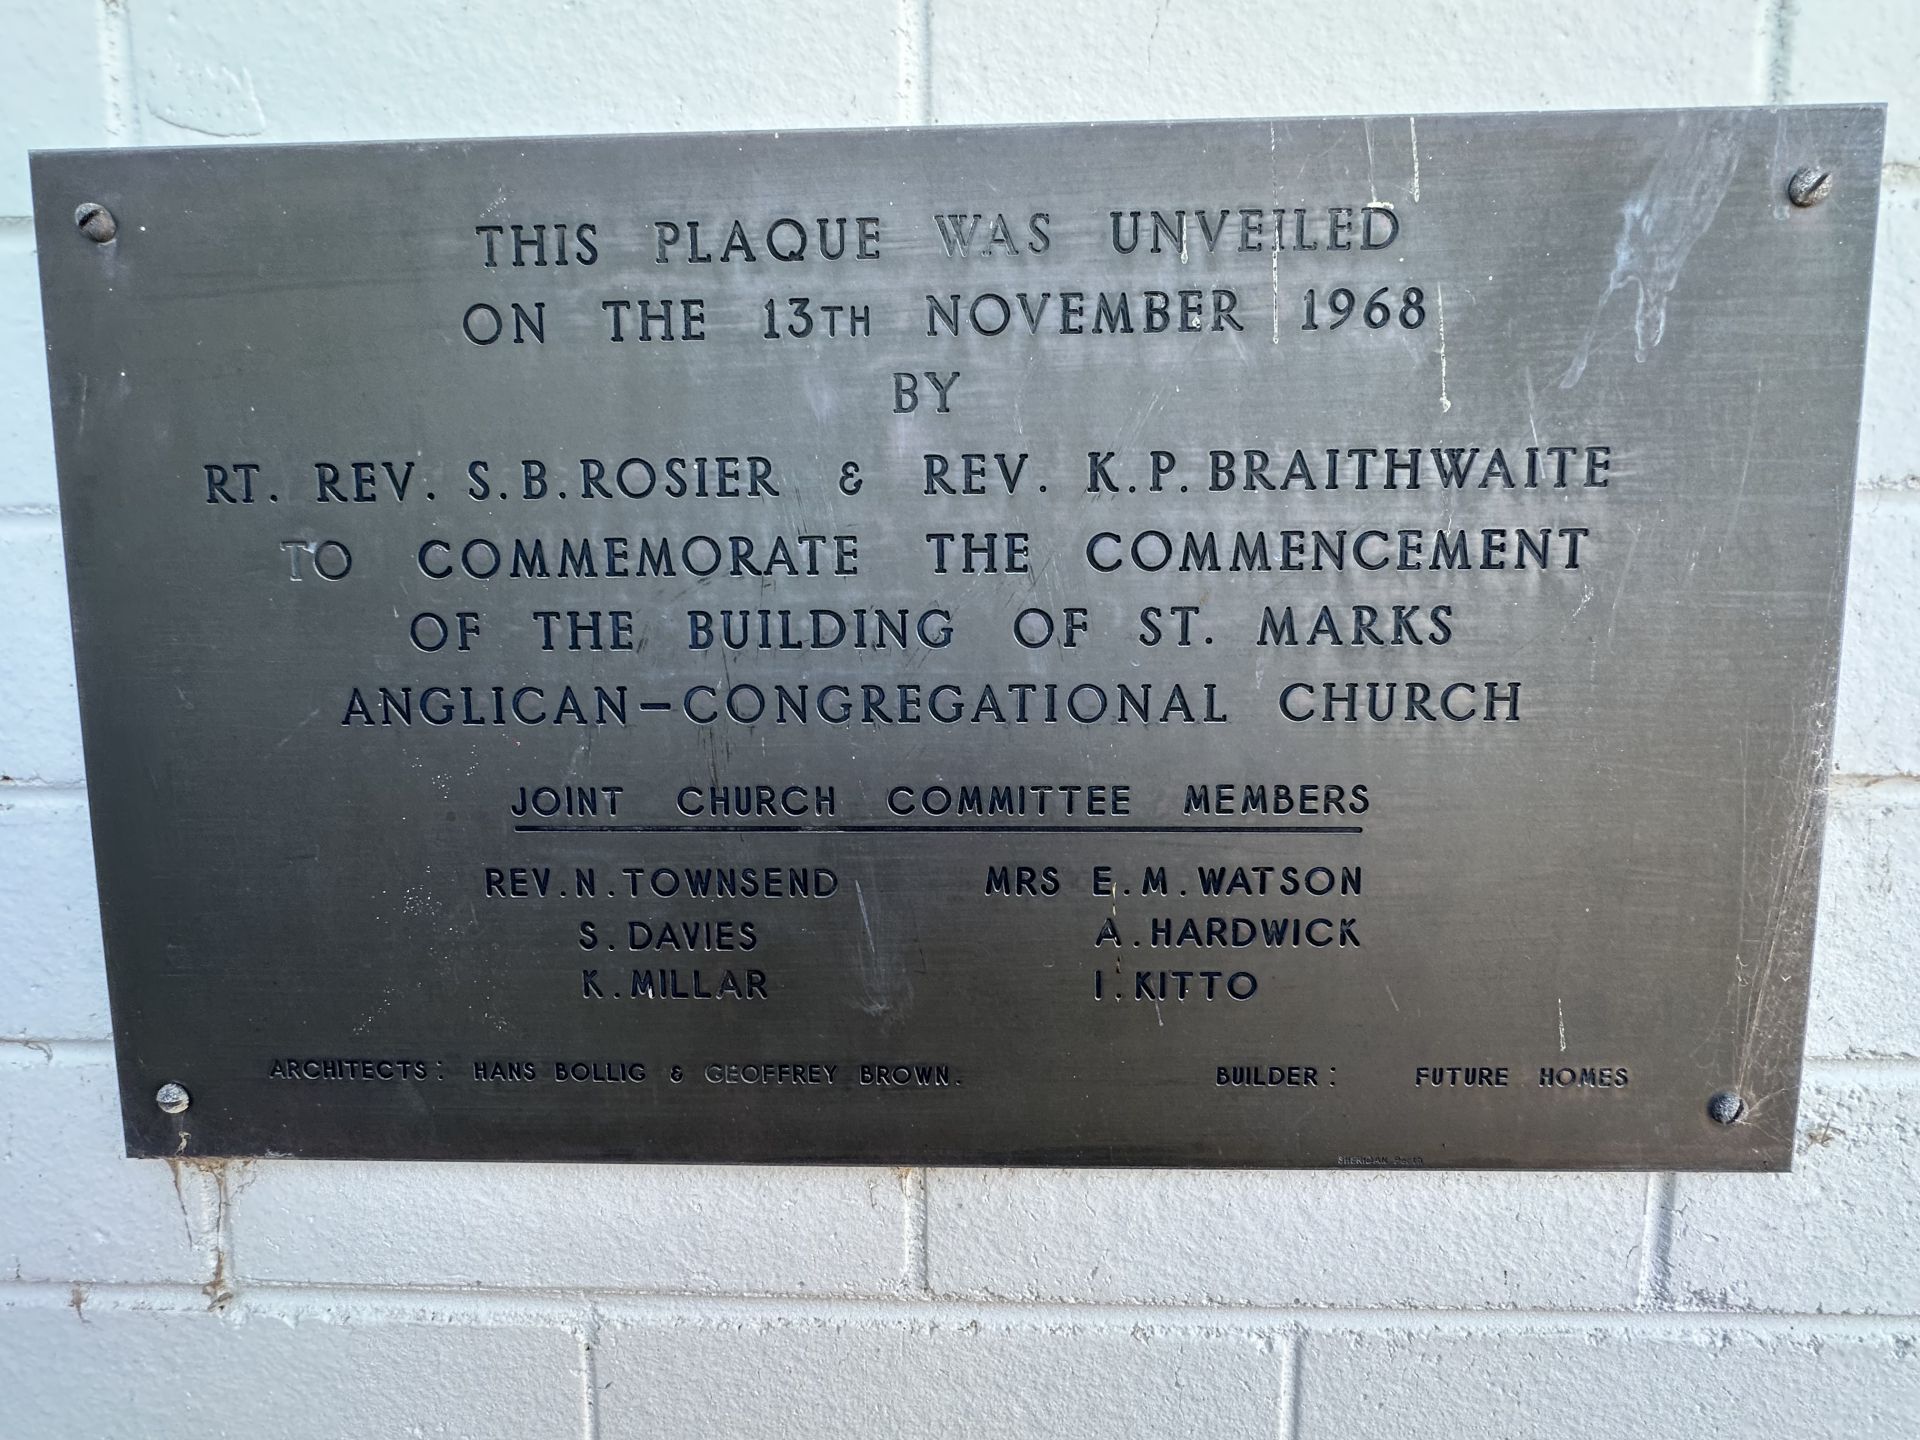 THIS PLAQUE WAS UNVEILED
ON THE 13TH NOVEMBER 1968
BY
RT. REV. S.B. ROSIER & REV. K.P. BRAITHWAITE
TO COMMEMORATE THE COMMENCEMENT
OF THE BUILDING OF ST. MARKS
ANGLICAN-CONGREGATIONAL CHURCH
JOINT CHURCH COMMITTEE MEMBERS
REV. N. TOWNSEND MRS E. M. WATSON
S. DAVIES A. HARDWICK
K. MILLAR I. KITTO
ARCHITECTS: HANS BOLLIG & GEOFFREY BROWN. BUILDER: FUTURE HOMES
SHERIDAN Perth